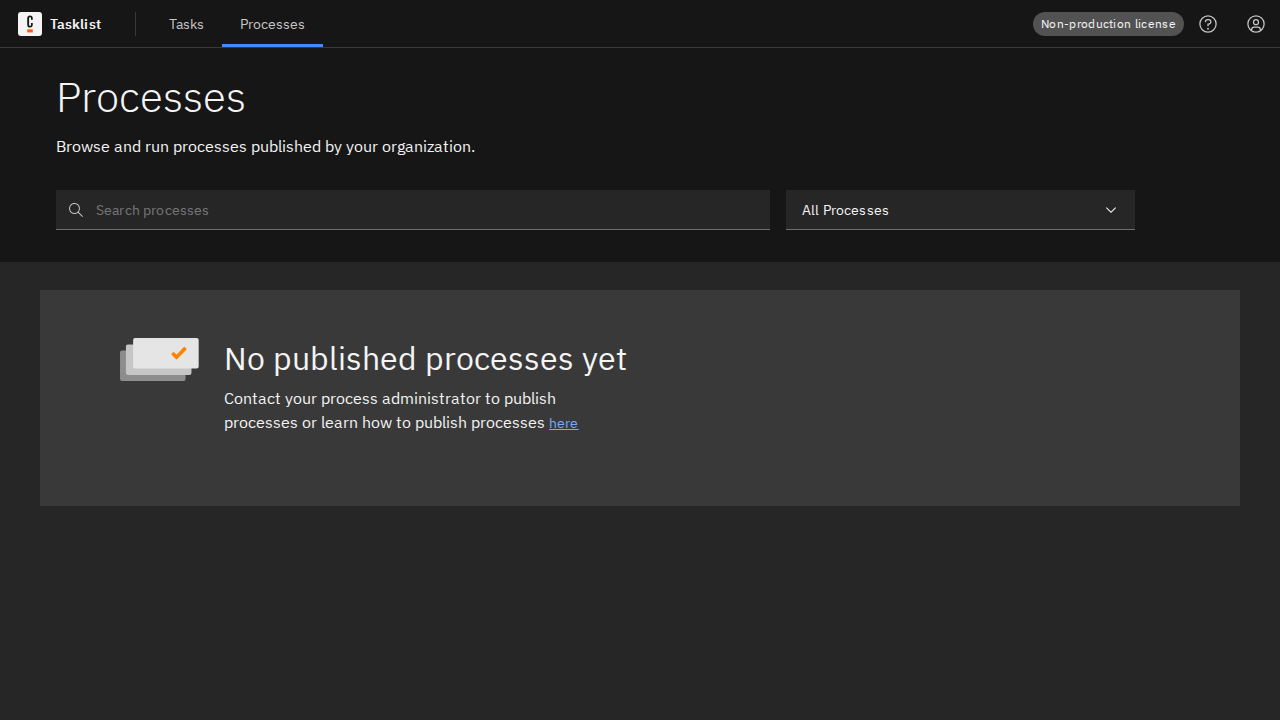 Tasklist
Tasks
Processes
Non-production license
Processes
Browse and run processes published by your organization.
Search processes
All Processes
No published processes yet
Contact your process administrator to publish
processes or learn how to publish processes here